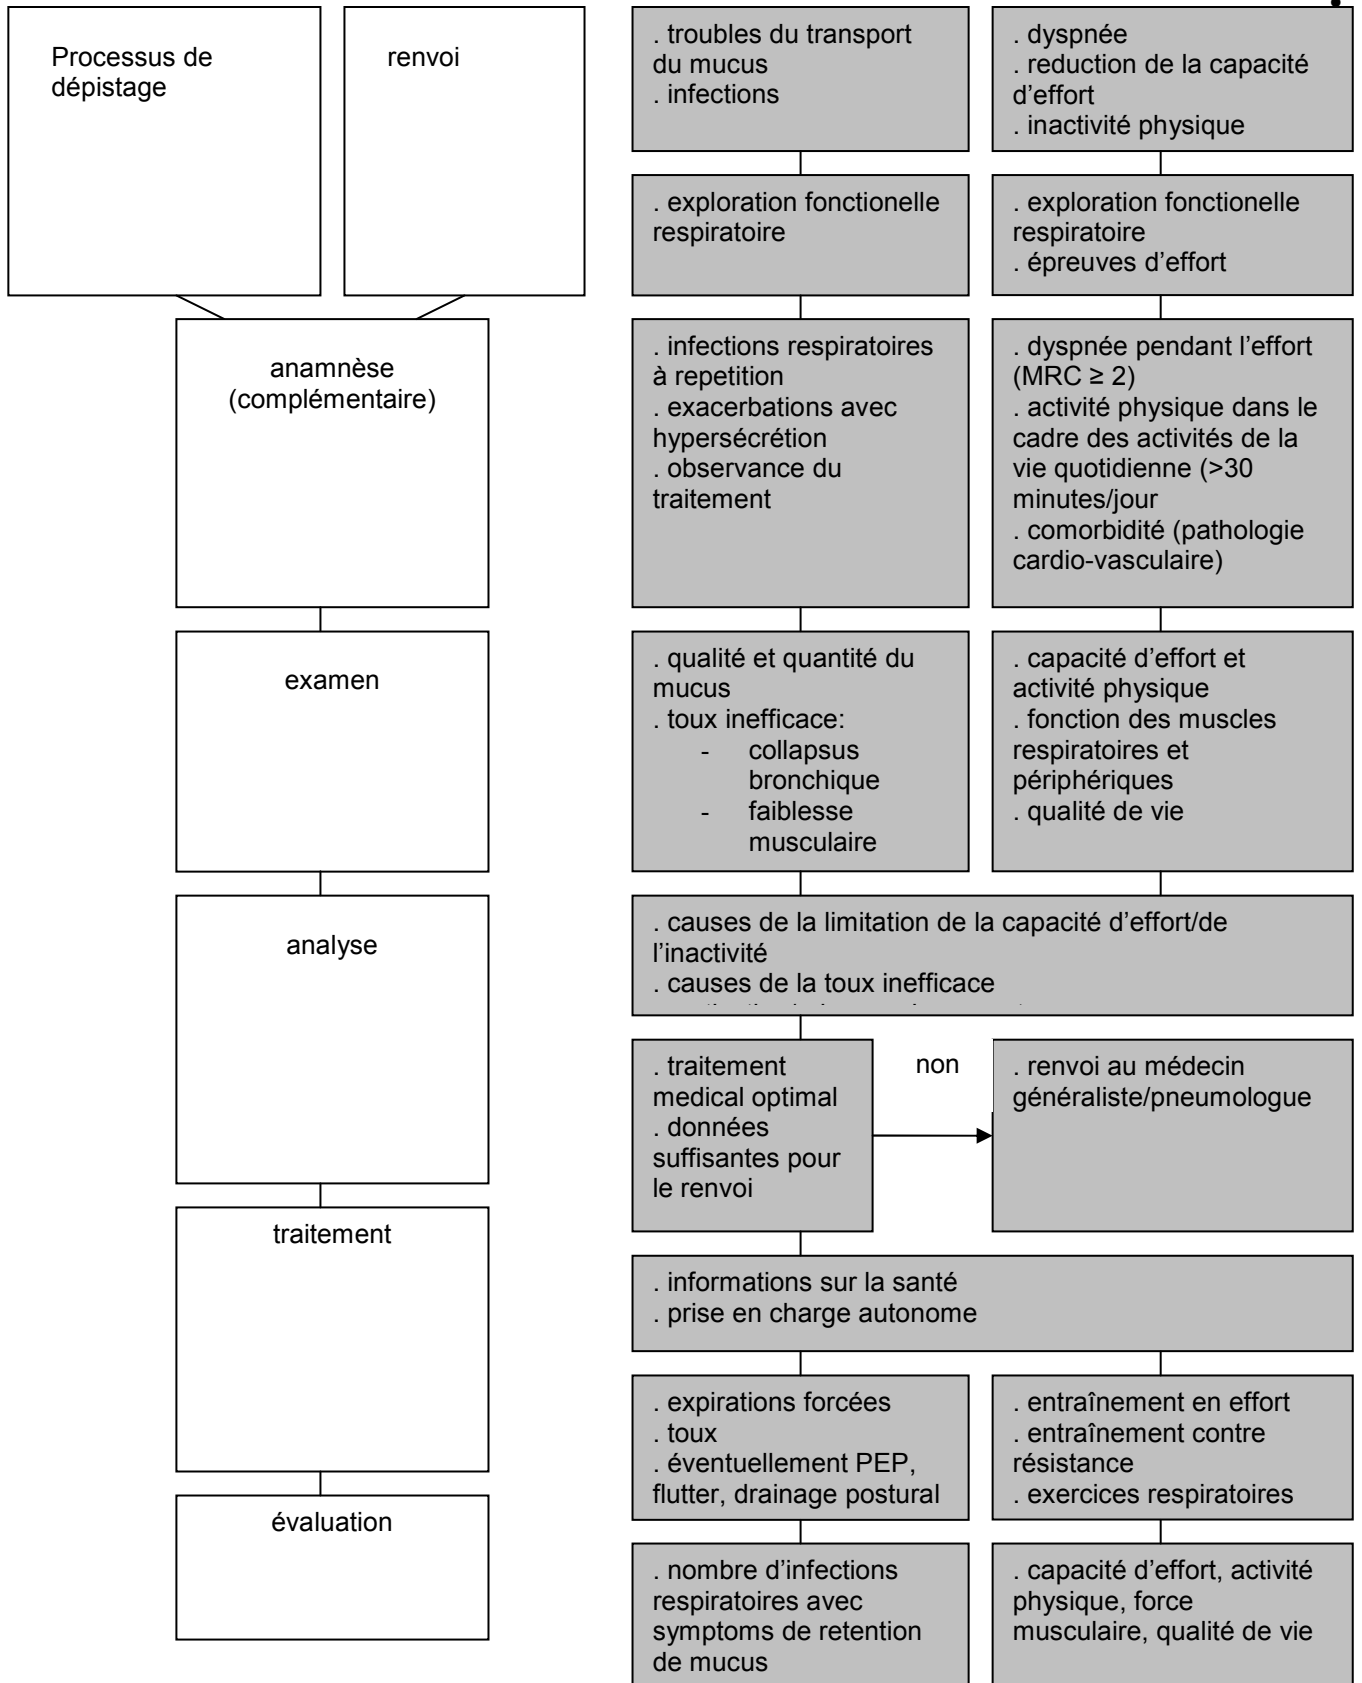 Processus de
dépistage
renvoi
. troubles du transport
du mucus
. infections
. dyspnée
. reduction de la capacité
d’effort
. inactivité physique
. exploration fonctionelle
respiratoire
. exploration fonctionelle
respiratoire
. épreuves d’effort
anamnèse
(complémentaire)
. infections respiratoires
à repetition
. exacerbations avec
hypersécrétion
. observance du
traitement
. dyspnée pendant l’effort
(MRC ≥ 2)
. activité physique dans le
cadre des activités de la
vie quotidienne (>30
minutes/jour
. comorbidité (pathologie
cardio-vasculaire)
examen
. qualité et quantité du
mucus
. toux inefficace:
- collapsus
bronchique
- faiblesse
musculaire
. capacité d’effort et
activité physique
. fonction des muscles
respiratoires et
périphériques
. qualité de vie
analyse
. causes de la limitation de la capacité d’effort/de
l’inactivité
. causes de la toux inefficace
. traitement
medical optimal
. données
suffisantes pour
le renvoi
non
. renvoi au médecin
généraliste/pneumologue
traitement
. informations sur la santé
. prise en charge autonome
. expirations forcées
. toux
. éventuellement PEP,
flutter, drainage postural
. entraînement en effort
. entraînement contre
résistance
. exercices respiratoires
évaluation
. nombre d’infections
respiratoires avec
symptoms de retention
de mucus
. capacité d’effort, activité
physique, force
musculaire, qualité de vie